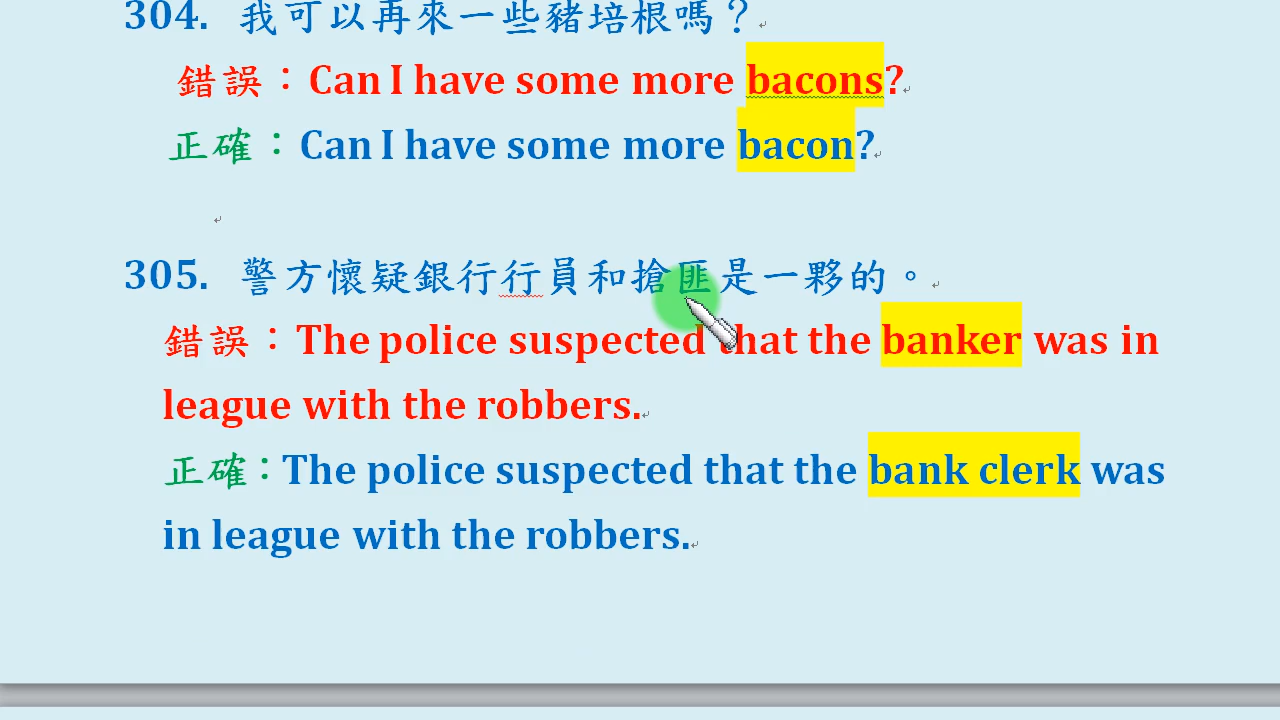 304. 我可以再來一些豬培根嗎？
錯誤：Can I have some more bacons?
正確：Can I have some more bacon?
305. 警方懷疑銀行行員和搶匪是一夥的。
錯誤：The police suspected that the banker was in
league with the robbers.
正確：The police suspected that the bank clerk was
in league with the robbers.